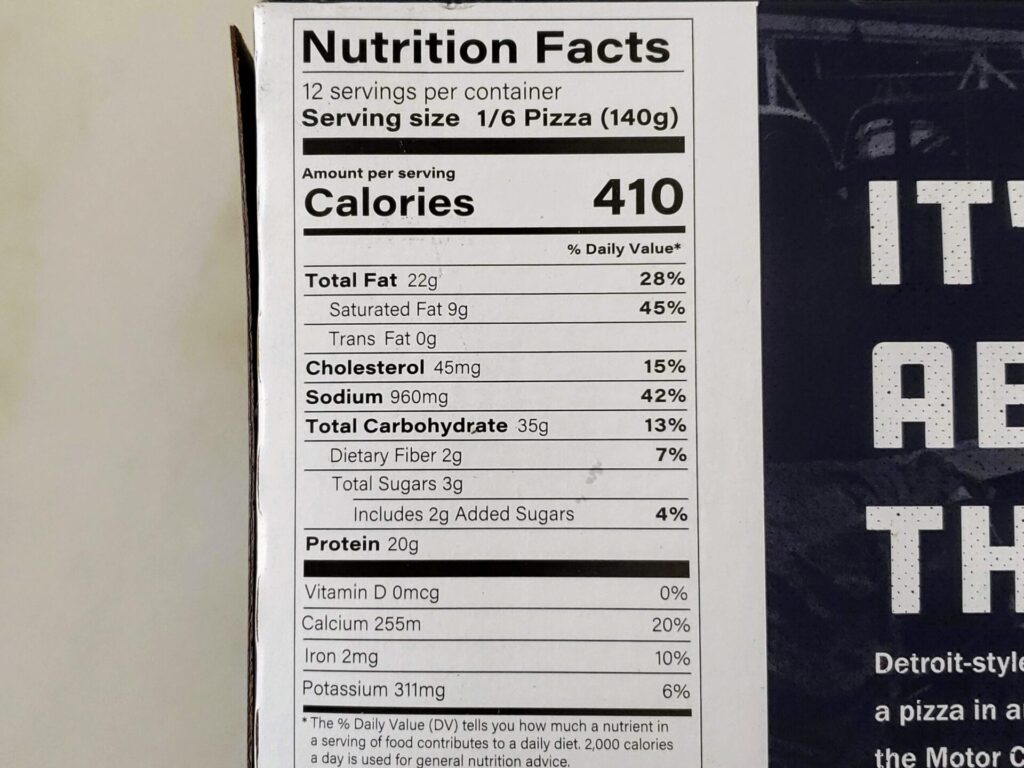 Nutrition Facts
12 servings per container
Serving size 1/6 Pizza (140g)
Amount per serving
Calories 410
% Daily Value*
Total Fat 22g 28%
Saturated Fat 9g 45%
Trans Fat 0g
Cholesterol 45mg 15%
Sodium 960mg 42%
Total Carbohydrate 35g 13%
Dietary Fiber 2g 7%
Total Sugars 3g
Includes 2g Added Sugars 4%
Protein 20g
Vitamin D 0mcg 0%
Calcium 255m 20%
Iron 2mg 10%
Potassium 311mg 6%
* The % Daily Value (DV) tells you how much a nutrient in
a serving of food contributes to a daily diet. 2,000 calories
a day is used for general nutrition advice.
IT'
AB
TH
Detroit-style
a pizza in a
the Motor C